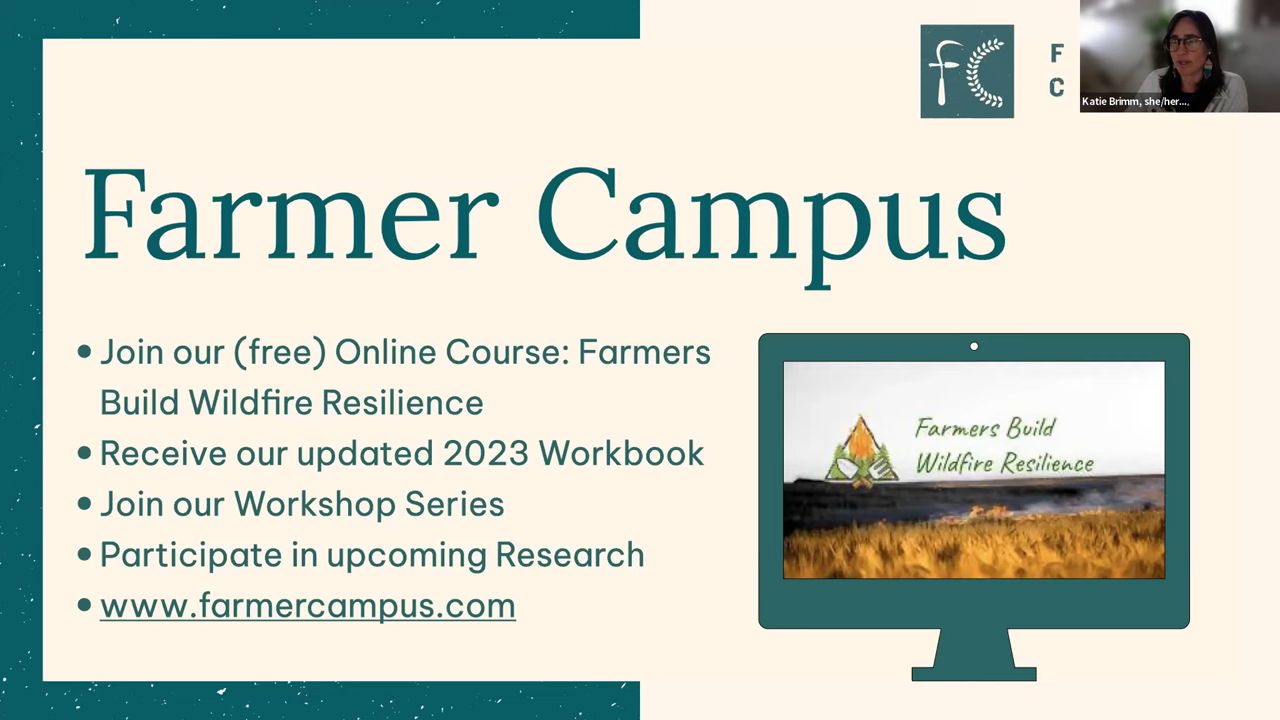 F
C
Katie Brimm, she/her...
Farmer Campus
• Join our (free) Online Course: Farmers
Build Wildfire Resilience
• Receive our updated 2023 Workbook
• Join our Workshop Series
• Participate in upcoming Research
• www.farmercampus.com
Farmers Build
Wildfire Resilience